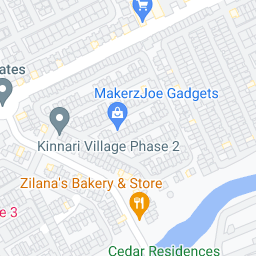 ates
MakerzJoe Gadgets
Kinnari Village Phase 2
Zilana's Bakery & Store
e 3
Cedar Residences